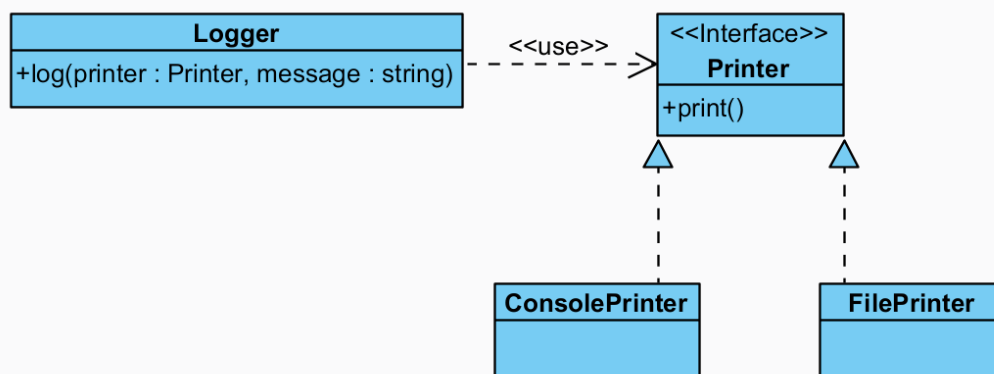 Logger
+log(printer : Printer, message : string)
<<use>>
<<Interface>>
Printer
+print()
ConsolePrinter
FilePrinter